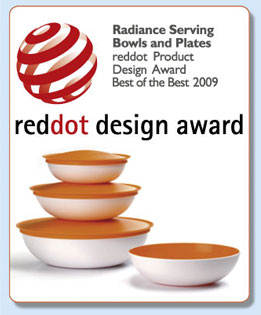 Radiance Serving
Bowls and Plates
reddot Product
Design Award
Best of the Best 2009
reddot design award